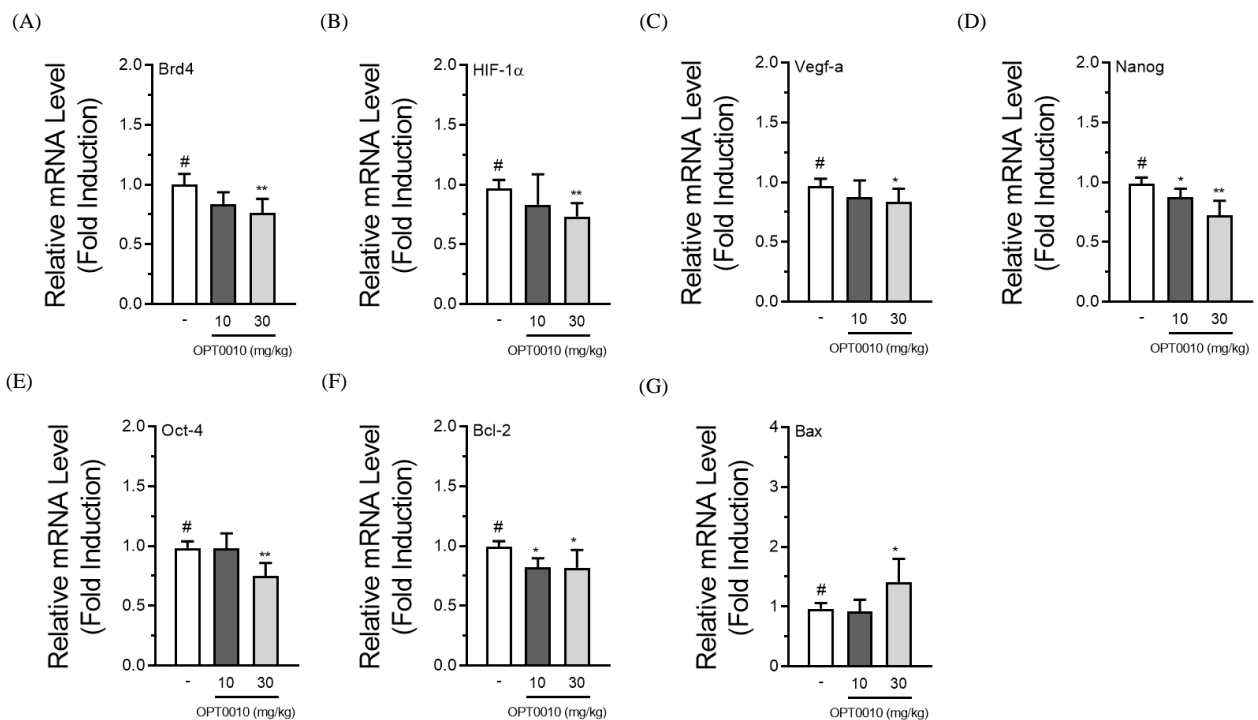 (A)
Relative mRNA Level
(Fold Induction)
Brd4
2.0
1.5
1.0
0.5
0.0
#
**
- 10 30
OPT0010 (mg/kg)
(B)
Relative mRNA Level
(Fold Induction)
HIF-1α
2.0
1.5
1.0
0.5
0.0
#
**
- 10 30
OPT0010 (mg/kg)
(C)
Relative mRNA Level
(Fold Induction)
Vegf-a
2.0
1.5
1.0
0.5
0.0
#
*
- 10 30
OPT0010 (mg/kg)
(D)
Relative mRNA Level
(Fold Induction)
Nanog
2.0
1.5
1.0
0.5
0.0
#
*
**
- 10 30
OPT0010 (mg/kg)
(E)
Relative mRNA Level
(Fold Induction)
Oct-4
2.0
1.5
1.0
0.5
0.0
#
**
- 10 30
OPT0010 (mg/kg)
(F)
Relative mRNA Level
(Fold Induction)
Bcl-2
2.0
1.5
1.0
0.5
0.0
#
*
*
- 10 30
OPT0010 (mg/kg)
(G)
Relative mRNA Level
(Fold Induction)
Bax
4
3
2
1
0
#
*
- 10 30
OPT0010 (mg/kg)